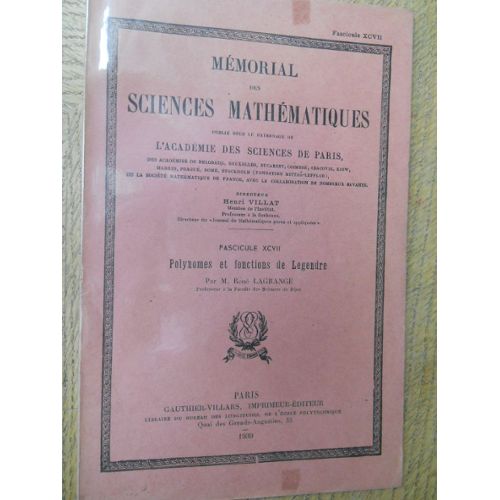 Fascicule XCVII
MÉMORIAL
DES
SCIENCES MATHÉMATIQUES
PUBLIÉ SOUS LE PATRONAGE DE
L'ACADÉMIE DES SCIENCES DE PARIS,
DES ACADÉMIES DE BELGRADE, BRUXELLES, BUCAREST, COÏMBRE, CRACOVIE, KIEW,
MADRID, PRAGUE, ROME, STOCKHOLM (FONDATION MITTAG-LEFFLER),
DE LA SOCIÉTÉ MATHÉMATIQUE DE FRANCE, AVEC LA COLLABORATION DE NOMBREUX SAVANTS.
DIRECTEUR
Henri VILLAT
Membre de l'Institut,
Professeur à la Sorbonne,
Directeur du «Journal de Mathématiques pures et appliquées».
FASCICULE XCVII
Polynomes et fonctions de Legendre
Par M. René LAGRANGE
Professeur à la Faculté des Sciences de Dijon
PARIS
GAUTHIER-VILLARS, IMPRIMEUR-ÉDITEUR
LIBRAIRE DU BUREAU DES LONGITUDES, DE L'ÉCOLE POLYTECHNIQUE
Quai des Grands-Augustins, 55
1939